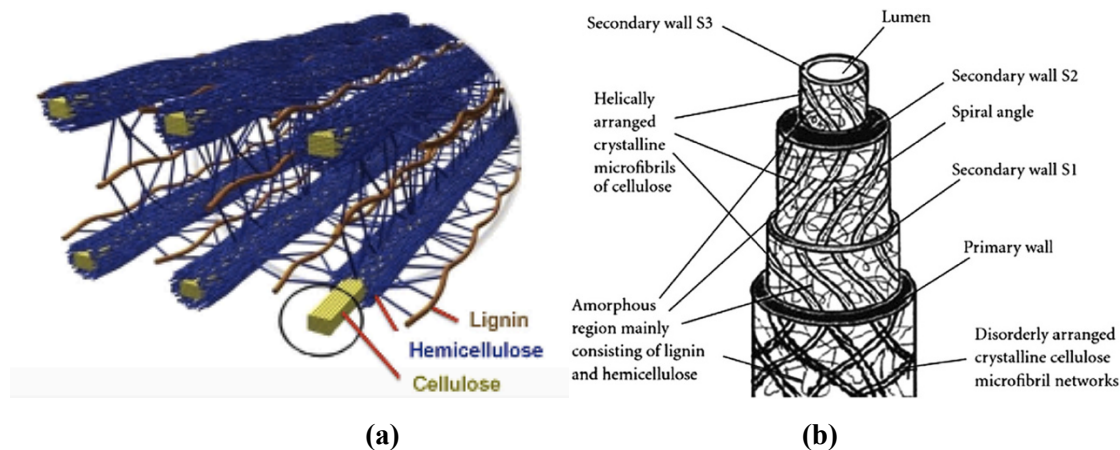 Lignin
Hemicellulose
Cellulose
(a)
Secondary wall S3
Lumen
Helically
arranged
crystalline
microfibrils
of cellulose
Secondary wall S2
Spiral angle
Secondary wall S1
Primary wall
Amorphous
region mainly
consisting of lignin
and hemicellulose
Disorderly arranged
crystalline cellulose
microfibril networks
(b)